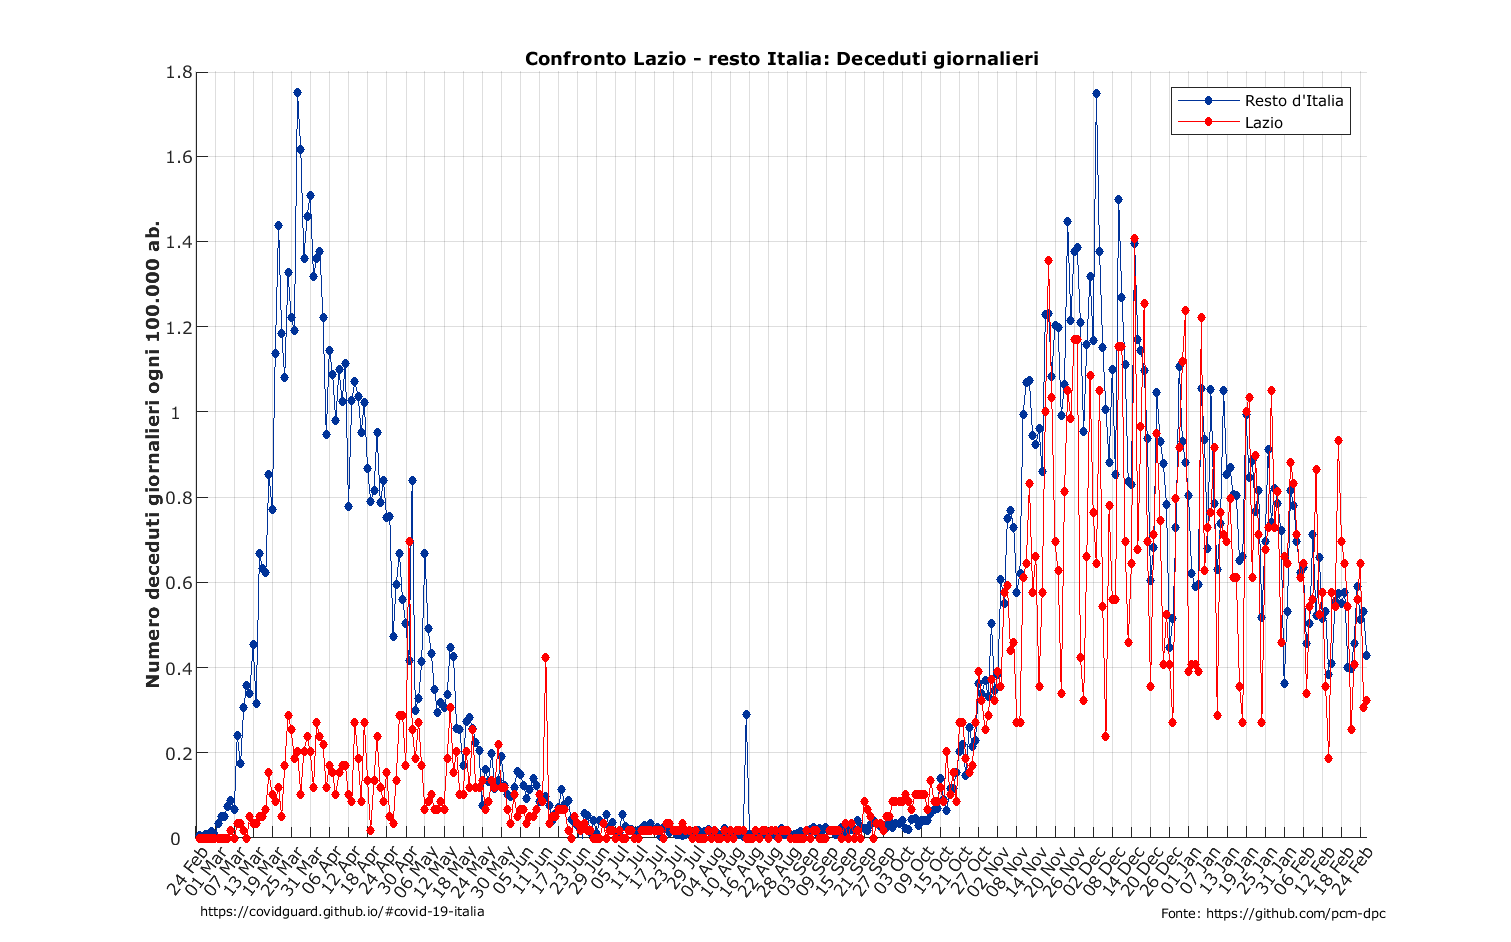 Confronto Lazio - resto Italia: Deceduti giornalieri
Numero deceduti giornalieri ogni 100.000 ab.
1.8
1.6
1.4
1.2
1
0.8
0.6
0.4
0.2
0
Resto d'Italia
Lazio
24 Feb
01 Mar
07 Mar
13 Mar
19 Mar
25 Mar
31 Mar
06 Apr
12 Apr
18 Apr
24 Apr
30 Apr
06 May
12 May
18 May
24 May
30 May
05 Jun
11 Jun
17 Jun
23 Jun
29 Jun
05 Jul
11 Jul
17 Jul
23 Jul
29 Jul
04 Aug
10 Aug
16 Aug
22 Aug
28 Aug
03 Sep
09 Sep
15 Sep
21 Sep
27 Sep
03 Oct
09 Oct
15 Oct
21 Oct
27 Oct
02 Nov
08 Nov
14 Nov
20 Nov
26 Nov
02 Dec
08 Dec
14 Dec
20 Dec
26 Dec
01 Jan
07 Jan
13 Jan
19 Jan
25 Jan
31 Jan
06 Feb
12 Feb
18 Feb
24 Feb
https://covidguard.github.io/#covid-19-italia
Fonte: https://github.com/pcm-dpc